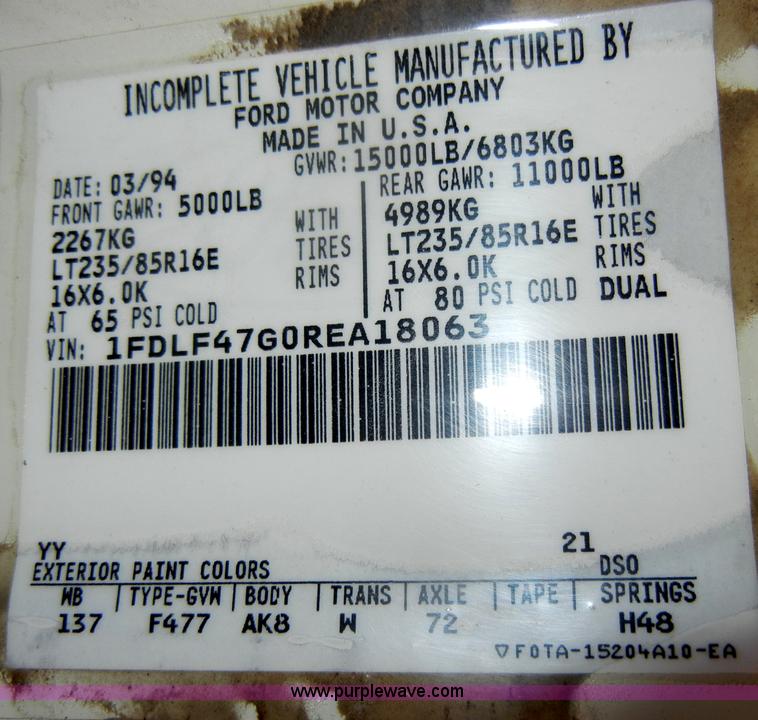 INCOMPLETE VEHICLE MANUFACTURED BY
FORD MOTOR COMPANY
MADE IN U.S.A.
GVWR: 15000LB/6803KG
DATE: 03/94
FRONT GAWR: 5000LB
2267KG WITH
LT235/85R16E TIRES
16X6.0K RIMS
AT 65 PSI COLD
REAR GAWR: 11000LB
4989KG WITH
LT235/85R16E TIRES
16X6.0K RIMS
AT 80 PSI COLD DUAL
VIN: 1FDLF47G0REA18063
YY 21
EXTERIOR PAINT COLORS DSO
WB TYPE-GVW BODY TRANS AXLE TAPE SPRINGS
137 F477 AK8 W 72 H48
▽F0TA-15204A10-EA
www.purplewave.com